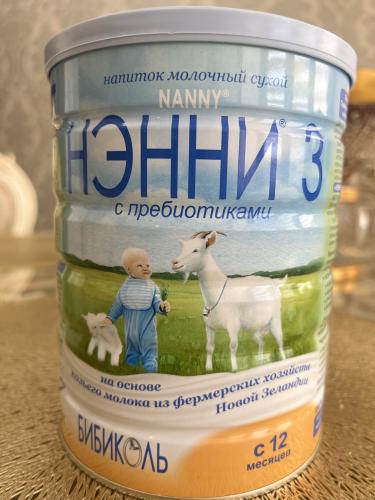 напиток молочный сухой
NANNY®
НЭННИ® 3
с пребиотиками
на основе
козьего молока из фермерских хозяйств
Новой Зеландии
БИБИКОЛЬ
с 12
месяцев